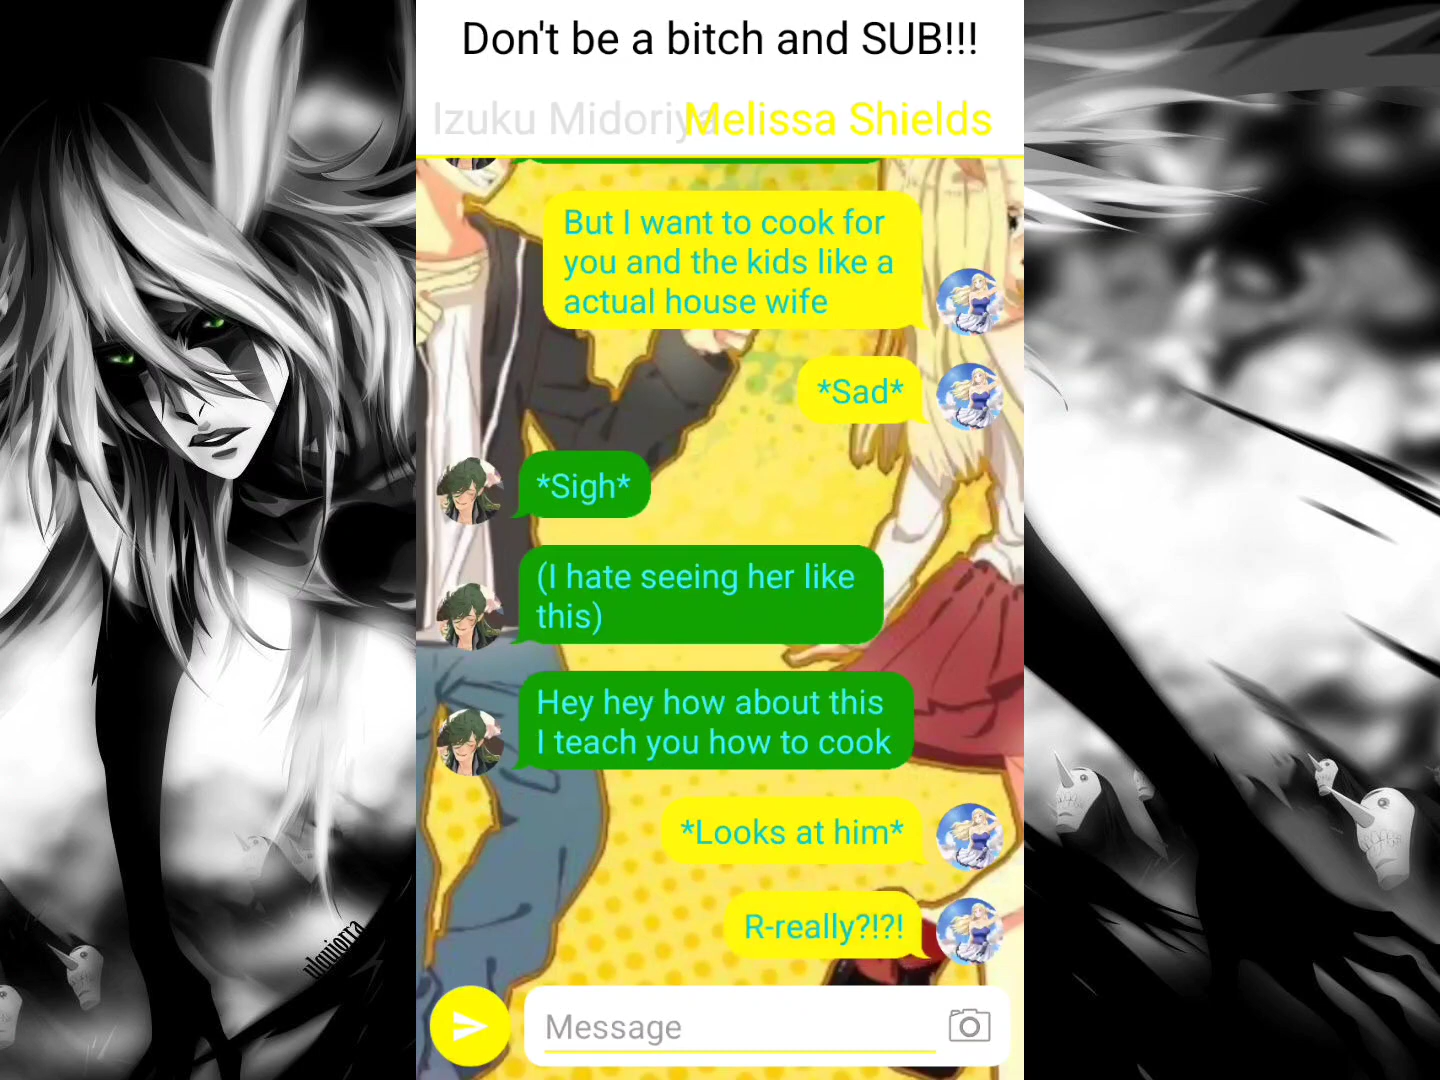 Don't be a bitch and SUB!!!
Izuku Midoriya
Melissa Shields
But I want to cook for
you and the kids like a
actual house wife
*Sad*
*Sigh*
(I hate seeing her like
this)
Hey hey how about this
I teach you how to cook
*Looks at him*
R-really?!?!
Message
ulquiorra